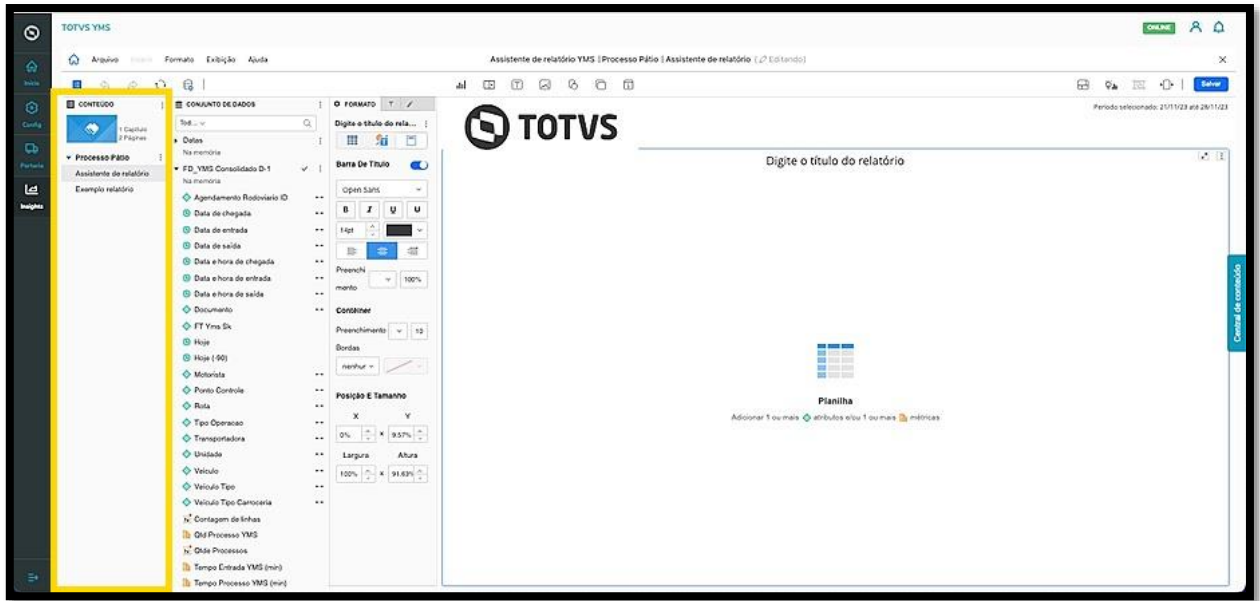 TOTVS YMS
ONLINE
Arquivo Formato Exibição Ajuda
Assistente de relatório YMS | Processo Pátio | Assistente de relatório (Editando)
Início
Config
Portaria
Insights
Salvar
CONTEÚDO
1 Capítulo
2 Páginas
Processo Pátio
Assistente de relatório
Exemplo relatório
CONJUNTO DE DADOS
Tod...
Datas
Na memória
FD_YMS Consolidado D-1
Na memória
Agendamento Rodoviario ID
Data de chegada
Data de entrada
Data de saída
Data e hora de chegada
Data e hora de entrada
Data e hora de saída
Documento
FT Yms Sk
Hoje
Hoje (-90)
Motorista
Ponto Controle
Rota
Tipo Operacao
Transportadora
Unidade
Veiculo
Veiculo Tipo
Veiculo Tipo Carroceria
Contagem de linhas
Qtd Processo YMS
Qtde Processos
Tempo Entrada YMS (min)
Tempo Processo YMS (min)
FORMATO
Digite o título do rela...
Barra De Título
Open Sans
B I U U
14pt
Preenchi
mento
100%
Contêiner
Preenchimento 10
Bordas
nenhur
Posição E Tamanho
X Y
0% × 9.57%
Largura Altura
100% × 91.63%
TOTVS
Período selecionado: 21/11/23 até 28/11/23
Digite o título do relatório
Planilha
Adicionar 1 ou mais atributos e/ou 1 ou mais métricas
Central de conteúdo